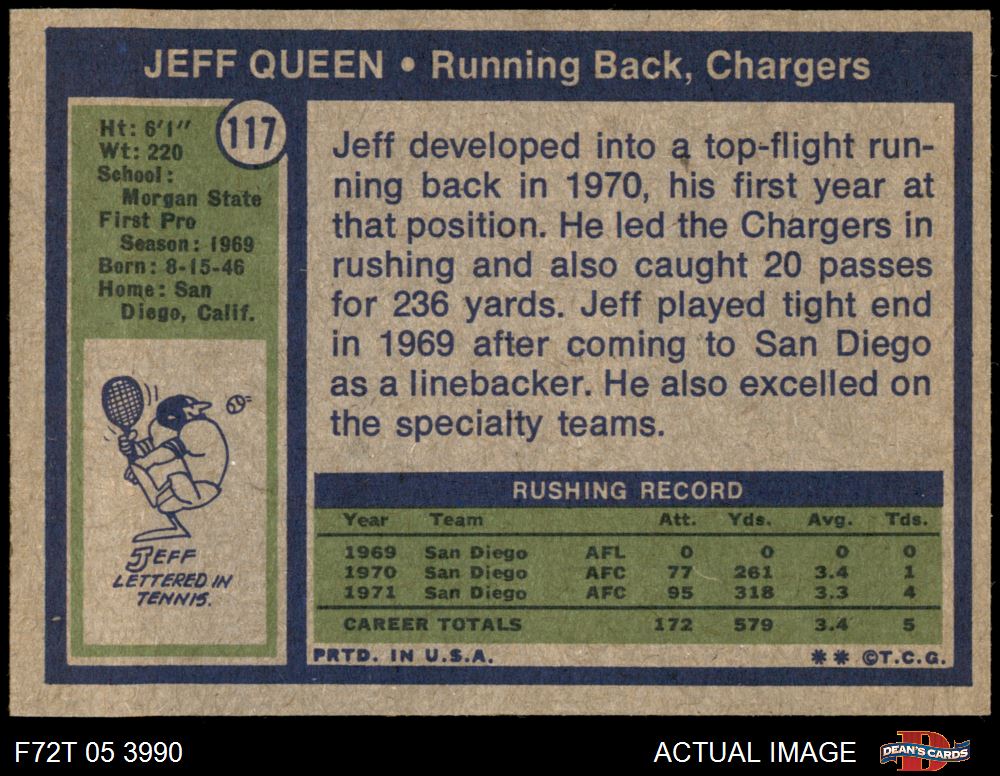 JEFF QUEEN • Running Back, Chargers
117
Ht: 6'1"
Wt: 220
School:
Morgan State
First Pro
Season: 1969
Born: 8-15-46
Home: San
Diego, Calif.
JEFF
LETTERED IN
TENNIS.
Jeff developed into a top-flight run-
ning back in 1970, his first year at
that position. He led the Chargers in
rushing and also caught 20 passes
for 236 yards. Jeff played tight end
in 1969 after coming to San Diego
as a linebacker. He also excelled on
the specialty teams.
RUSHING RECORD
Year Team Att. Yds. Avg. Tds.
1969 San Diego AFL 0 0 0 0
1970 San Diego AFC 77 261 3.4 1
1971 San Diego AFC 95 318 3.3 4
CAREER TOTALS 172 579 3.4 5
PRTD. IN U.S.A. ** ©T.C.G.
F72T 05 3990 ACTUAL IMAGE DEAN'S CARDS